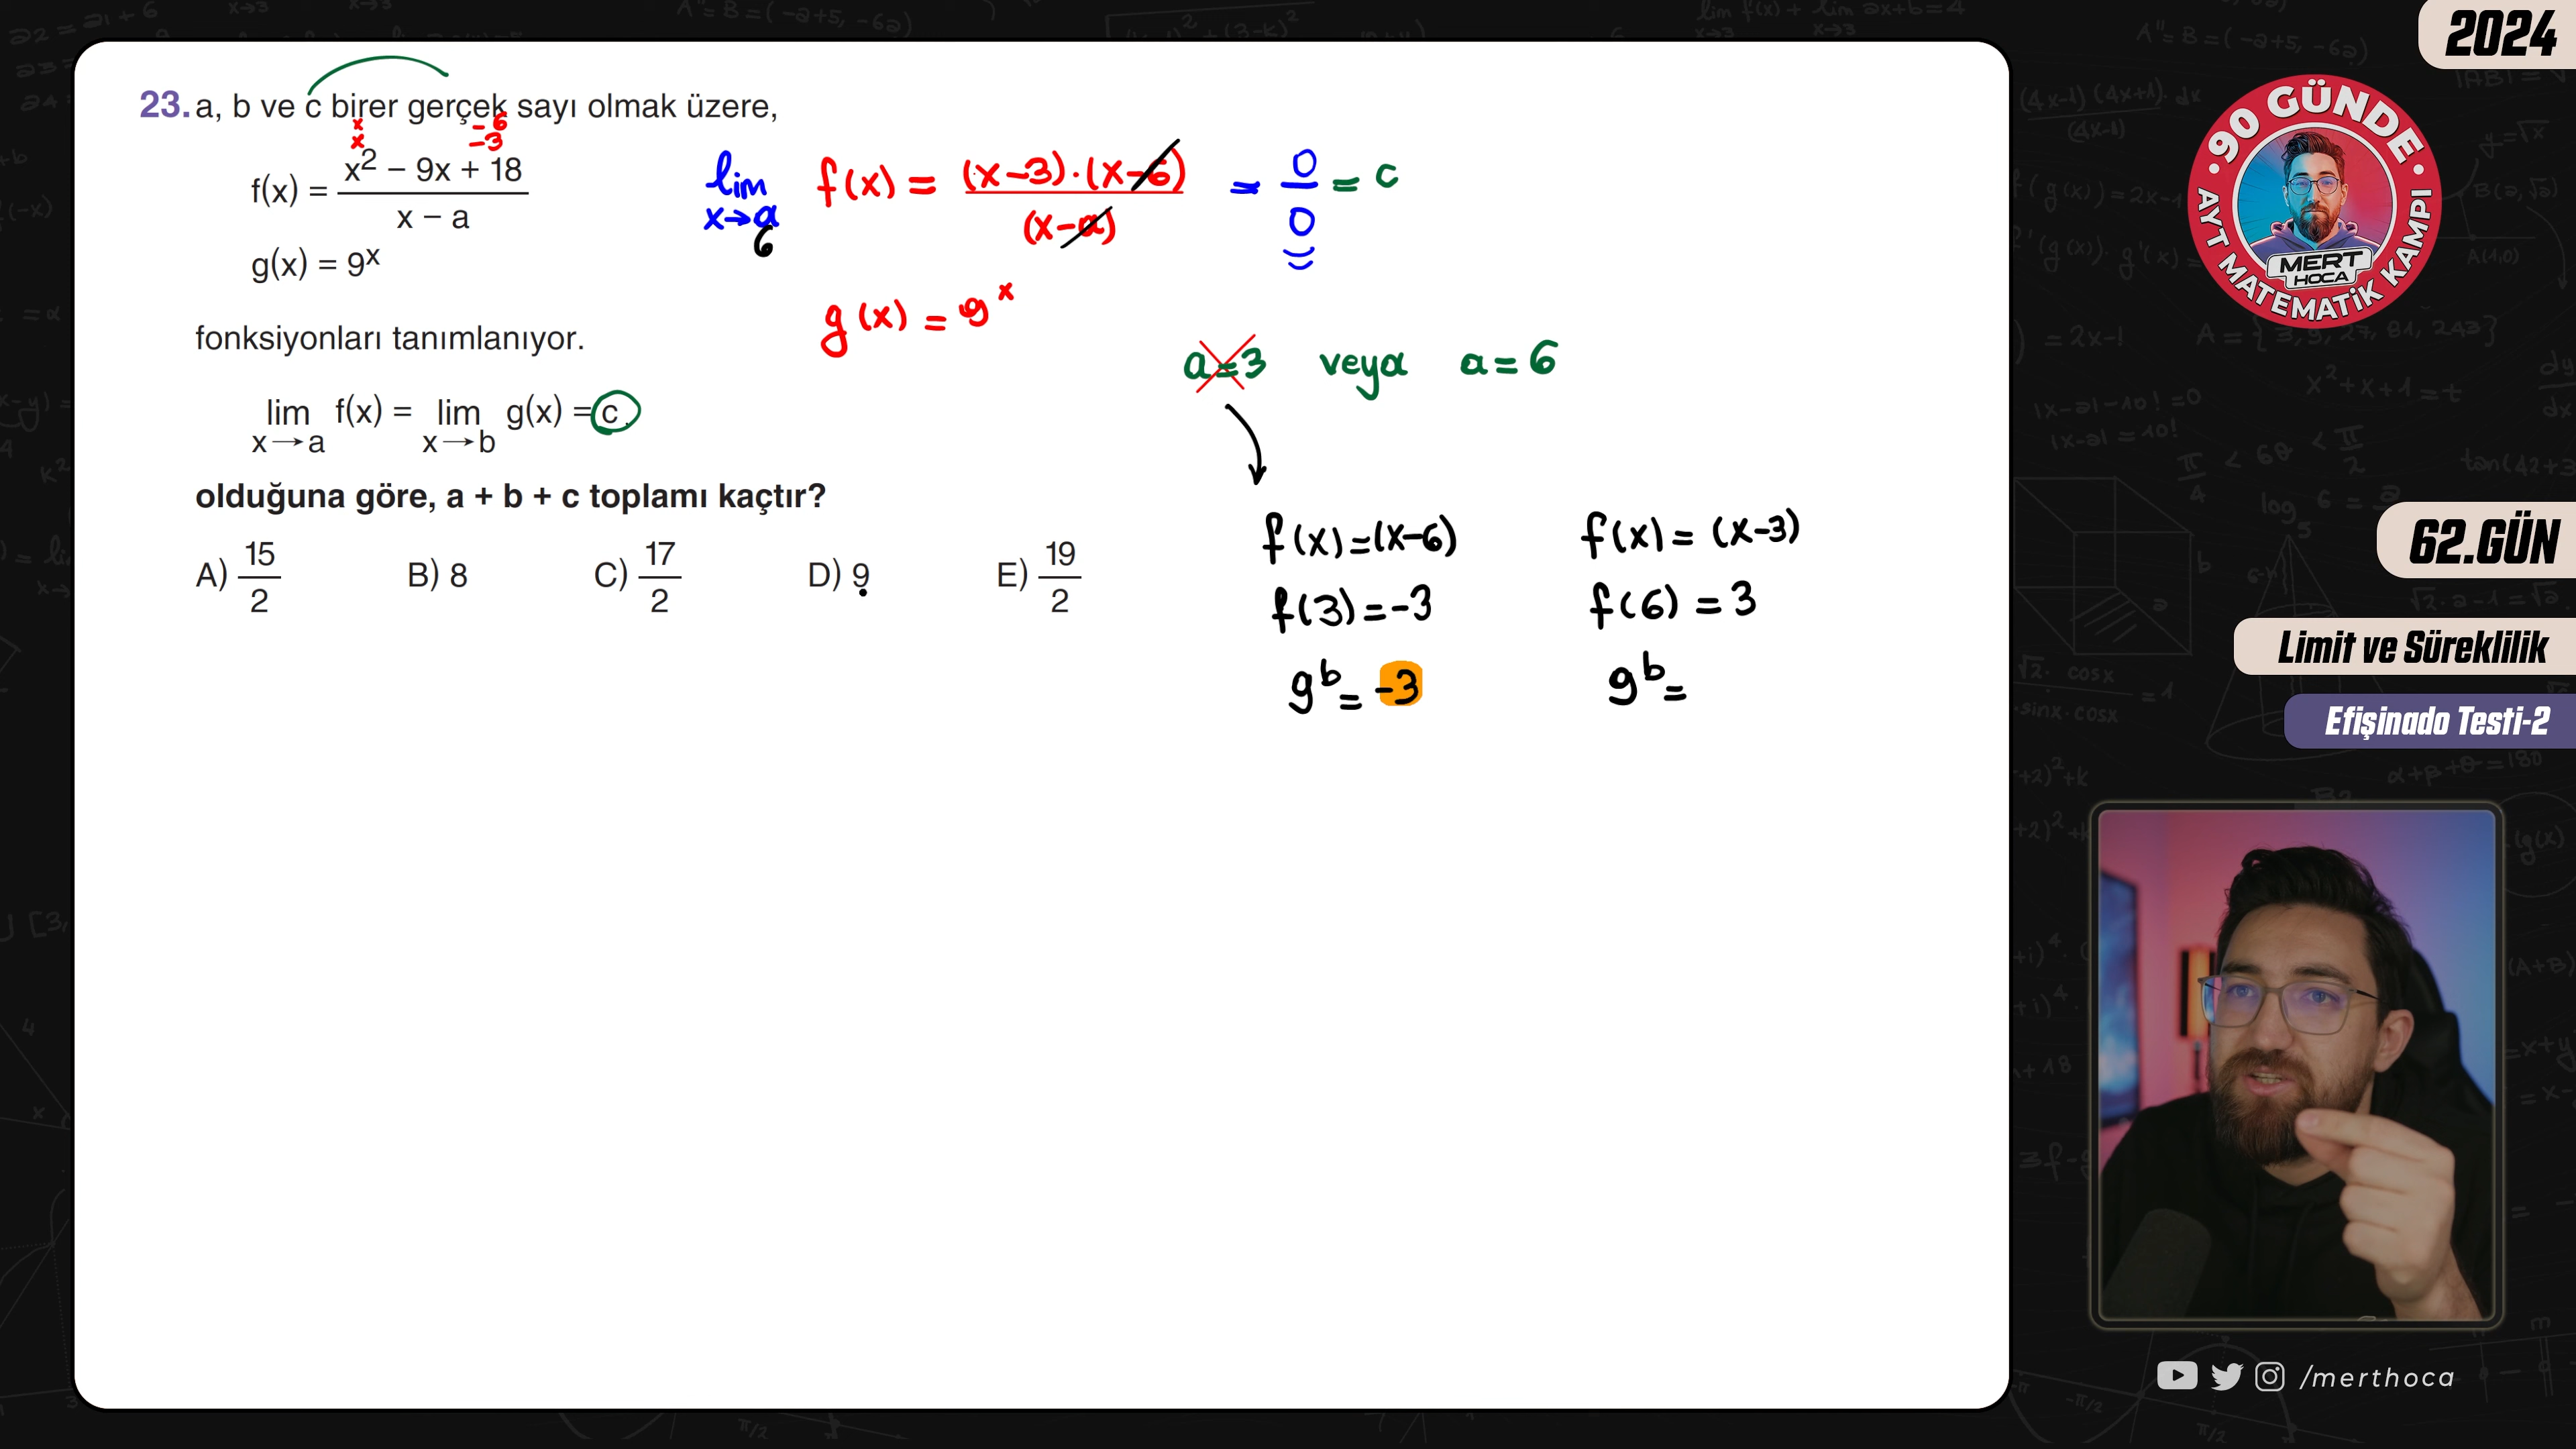 2024
90 GÜNDE
AYT MATEMATİK KAMPI
MERT
HOCA
23. a, b ve c birer gerçek sayı olmak üzere,
x -6
x -3
f(x) = (x² − 9x + 18)/(x − a)
g(x) = 9ˣ
fonksiyonları tanımlanıyor.
lim x→a f(x) = lim x→b g(x) = c
olduğuna göre, a + b + c toplamı kaçtır?
A) 15/2 B) 8 C) 17/2 D) 9 E) 19/2
lim x→a 6 f(x) = (x-3)·(x-6)/(x-a) = 0/0 = c
g(x) = 9ˣ
a=3 veya a=6
f(x)=(x-6) f(x)= (x-3)
f(3)=-3 f(6) = 3
9ᵇ= -3 9ᵇ=
62.GÜN
Limit ve Süreklilik
Efişinado Testi-2
/merthoca